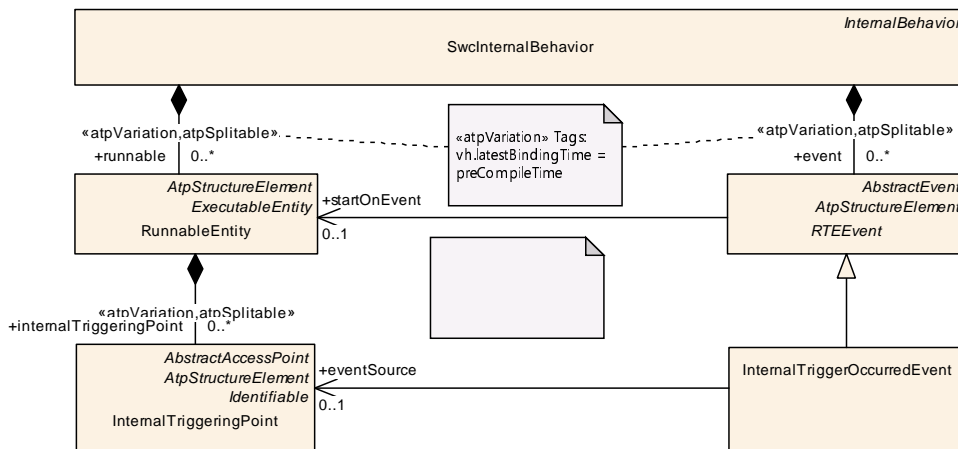 InternalBehavior
SwcInternalBehavior
«atpVariation,atpSplitable»
+runnable 0..*
«atpVariation» Tags:
vh.latestBindingTime =
preCompileTime
«atpVariation,atpSplitable»
+event 0..*
AtpStructureElement
ExecutableEntity
RunnableEntity
+startOnEvent
0..1
AbstractEvent
AtpStructureElement
RTEEvent
«atpVariation,atpSplitable»
+internalTriggeringPoint 0..*
AbstractAccessPoint
AtpStructureElement
Identifiable
InternalTriggeringPoint
+eventSource
0..1
InternalTriggerOccurredEvent